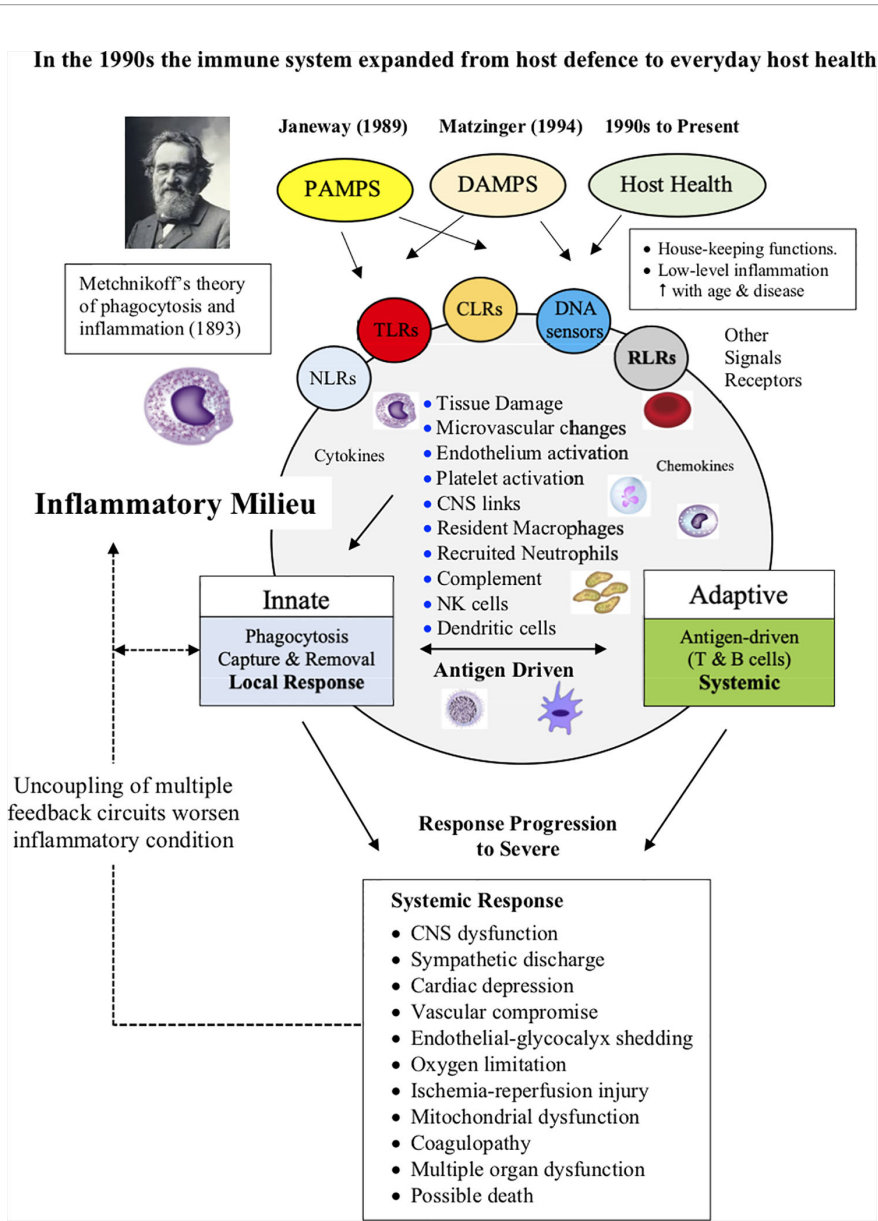 In the 1990s the immune system expanded from host defence to everyday host health
Janeway (1989)
Matzinger (1994)
1990s to Present
PAMPS
DAMPS
Host Health
• House-keeping functions.
• Low-level inflammation
↑ with age & disease
Metchnikoff’s theory
of phagocytosis and
inflammation (1893)
NLRs
TLRs
CLRs
DNA
sensors
RLRs
Other
Signals
Receptors
Cytokines
Chemokines
• Tissue Damage
• Microvascular changes
• Endothelium activation
• Platelet activation
• CNS links
• Resident Macrophages
• Recruited Neutrophils
• Complement
• NK cells
• Dendritic cells
Inflammatory Milieu
Innate
Phagocytosis
Capture & Removal
Local Response
Antigen Driven
Adaptive
Antigen-driven
(T & B cells)
Systemic
Uncoupling of multiple
feedback circuits worsen
inflammatory condition
Response Progression
to Severe
Systemic Response
• CNS dysfunction
• Sympathetic discharge
• Cardiac depression
• Vascular compromise
• Endothelial-glycocalyx shedding
• Oxygen limitation
• Ischemia-reperfusion injury
• Mitochondrial dysfunction
• Coagulopathy
• Multiple organ dysfunction
• Possible death